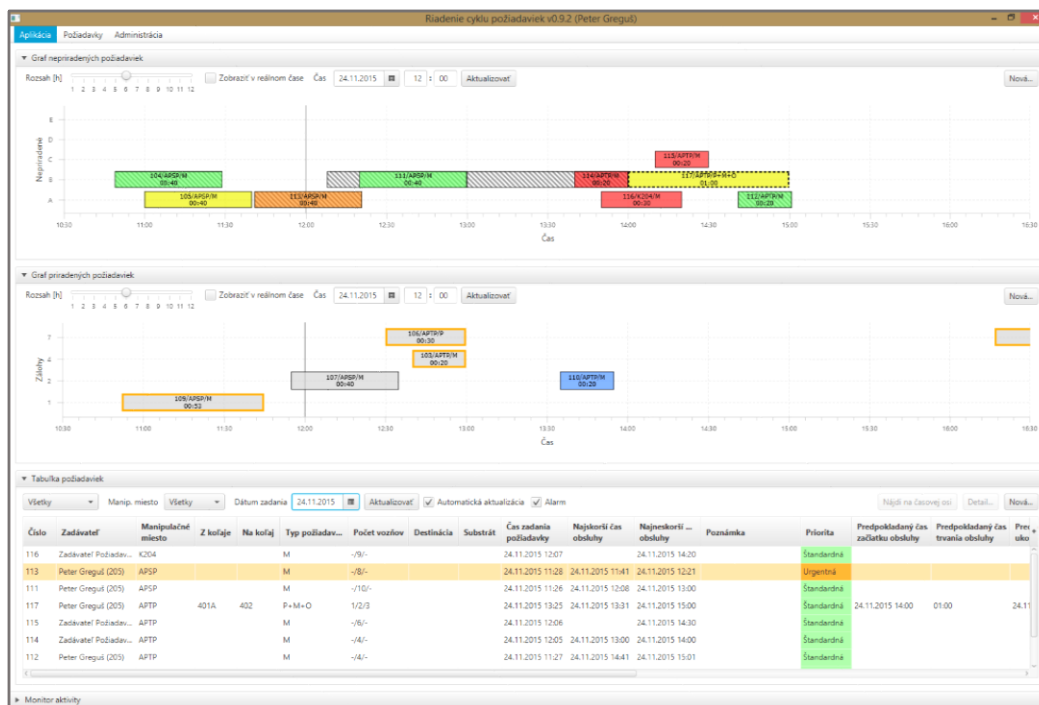 Riadenie cyklu požiadaviek v0.9.2 (Peter Greguš)
Aplikácia Požiadavky Administrácia
Graf nepriradených požiadaviek
Rozsah [h] 1 2 3 4 5 6 7 8 9 10 11 12 Zobraziť v reálnom čase Čas 24.11.2015 12 : 00 Aktualizovať Nová...
Nepriradené
E
D
C
B
A
115/APTP/M
00:20
104/APSP/M
00:40
111/APSP/M
00:40
114/APTP/M
00:20
117/APTP/P+M+O
01:00
105/APSP/M
00:40
113/APSP/M
00:40
116/K204/M
00:30
112/APTP/M
00:20
10:30 11:00 11:30 12:00 12:30 13:00 13:30 14:00 14:30 15:00 15:30 16:00 16:30
Čas
Graf priradených požiadaviek
Rozsah [h] 1 2 3 4 5 6 7 8 9 10 11 12 Zobraziť v reálnom čase Čas 24.11.2015 12 : 00 Aktualizovať Nová...
Zálohy
7
4
2
1
106/APTP/P
00:30
103/APTP/M
00:20
107/APSP/M
00:40
110/APTP/M
00:20
109/APSP/M
00:53
10:30 11:00 11:30 12:00 12:30 13:00 13:30 14:00 14:30 15:00 15:30 16:00 16:30
Čas
Tabuľka požiadaviek
Všetky Manip. miesto Všetky Dátum zadania 24.11.2015 Aktualizovať Automatická aktualizácia Alarm Nájdi na časovej osi Detail... Nová...
Číslo Zadávateľ Manipulačné miesto Z koľaje Na koľaj Typ požiadav... Počet vozňov Destinácia Substrát Čas zadania požiadavky Najskorší čas obsluhy Najneskorší ... obsluhy Poznámka Priorita Predpokladaný čas začiatku obsluhy Predpokladaný čas trvania obsluhy Pred uko
116 Zadávateľ Požiadav... K204 M -/9/- 24.11.2015 12:07 24.11.2015 14:20 Štandardná
113 Peter Greguš (205) APSP M -/8/- 24.11.2015 11:28 24.11.2015 11:41 24.11.2015 12:21 Urgentná
111 Peter Greguš (205) APSP M -/10/- 24.11.2015 11:26 24.11.2015 12:08 24.11.2015 13:00 Štandardná
117 Peter Greguš (205) APTP 401A 402 P+M+O 1/2/3 24.11.2015 13:25 24.11.2015 13:31 24.11.2015 15:00 Štandardná 24.11.2015 14:00 01:00 24.11
115 Zadávateľ Požiadav... APTP M -/6/- 24.11.2015 12:06 24.11.2015 14:30 Štandardná
114 Zadávateľ Požiadav... APTP M -/4/- 24.11.2015 12:05 24.11.2015 13:00 24.11.2015 14:00 Štandardná
112 Peter Greguš (205) APTP M -/4/- 24.11.2015 11:27 24.11.2015 14:41 24.11.2015 15:01 Štandardná
Monitor aktivity